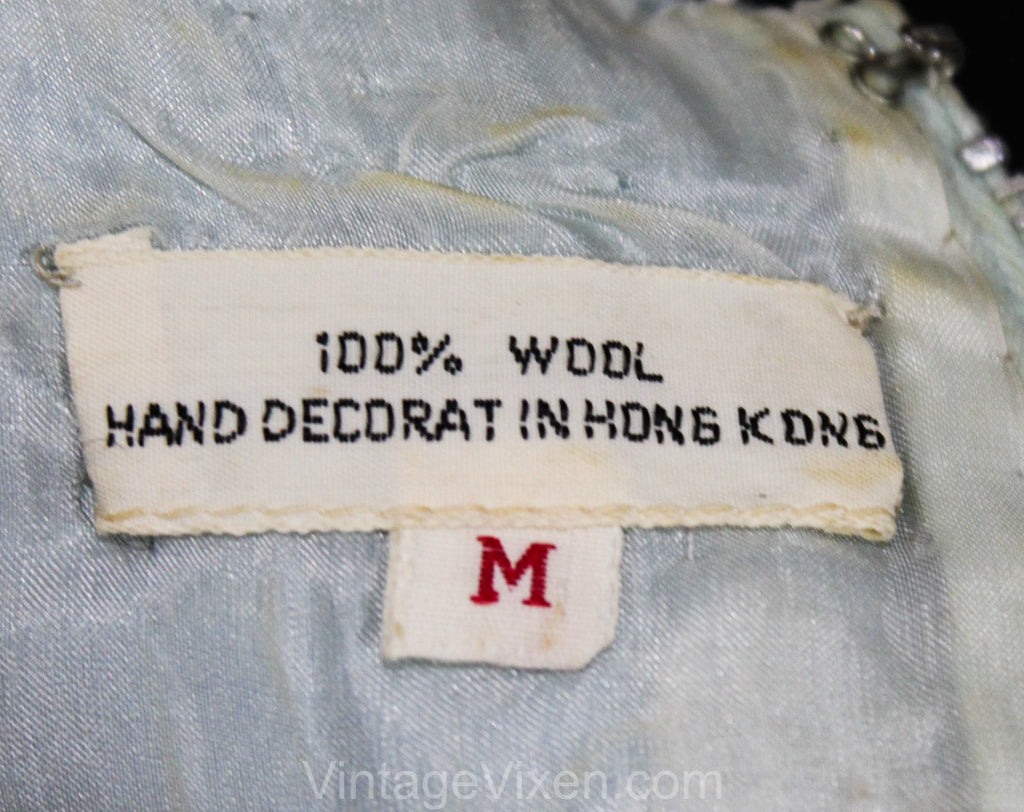 100% WOOL
HAND DECORAT IN HONG KONG
M
VintageVixen.com